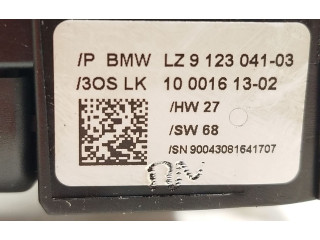 /P BMW LZ 9 123 041-03
/3OS LK 10 0016 13-02
/HW 27
/SW 68
/SN 90043081641707